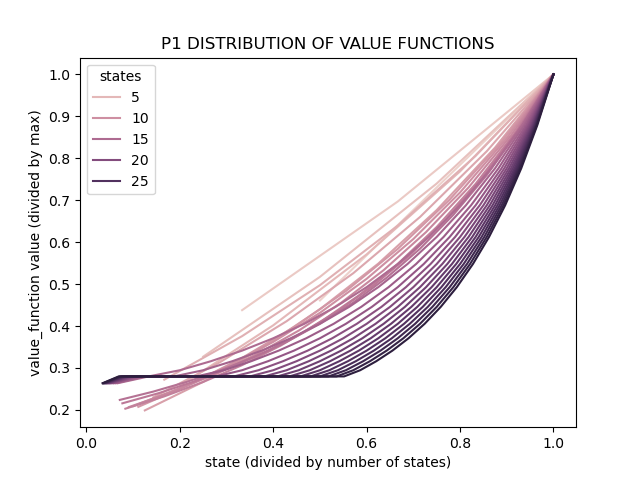 P1 DISTRIBUTION OF VALUE FUNCTIONS
value_function value (divided by max)
1.0
0.9
0.8
0.7
0.6
0.5
0.4
0.3
0.2
states
5
10
15
20
25
0.0 0.2 0.4 0.6 0.8 1.0
state (divided by number of states)